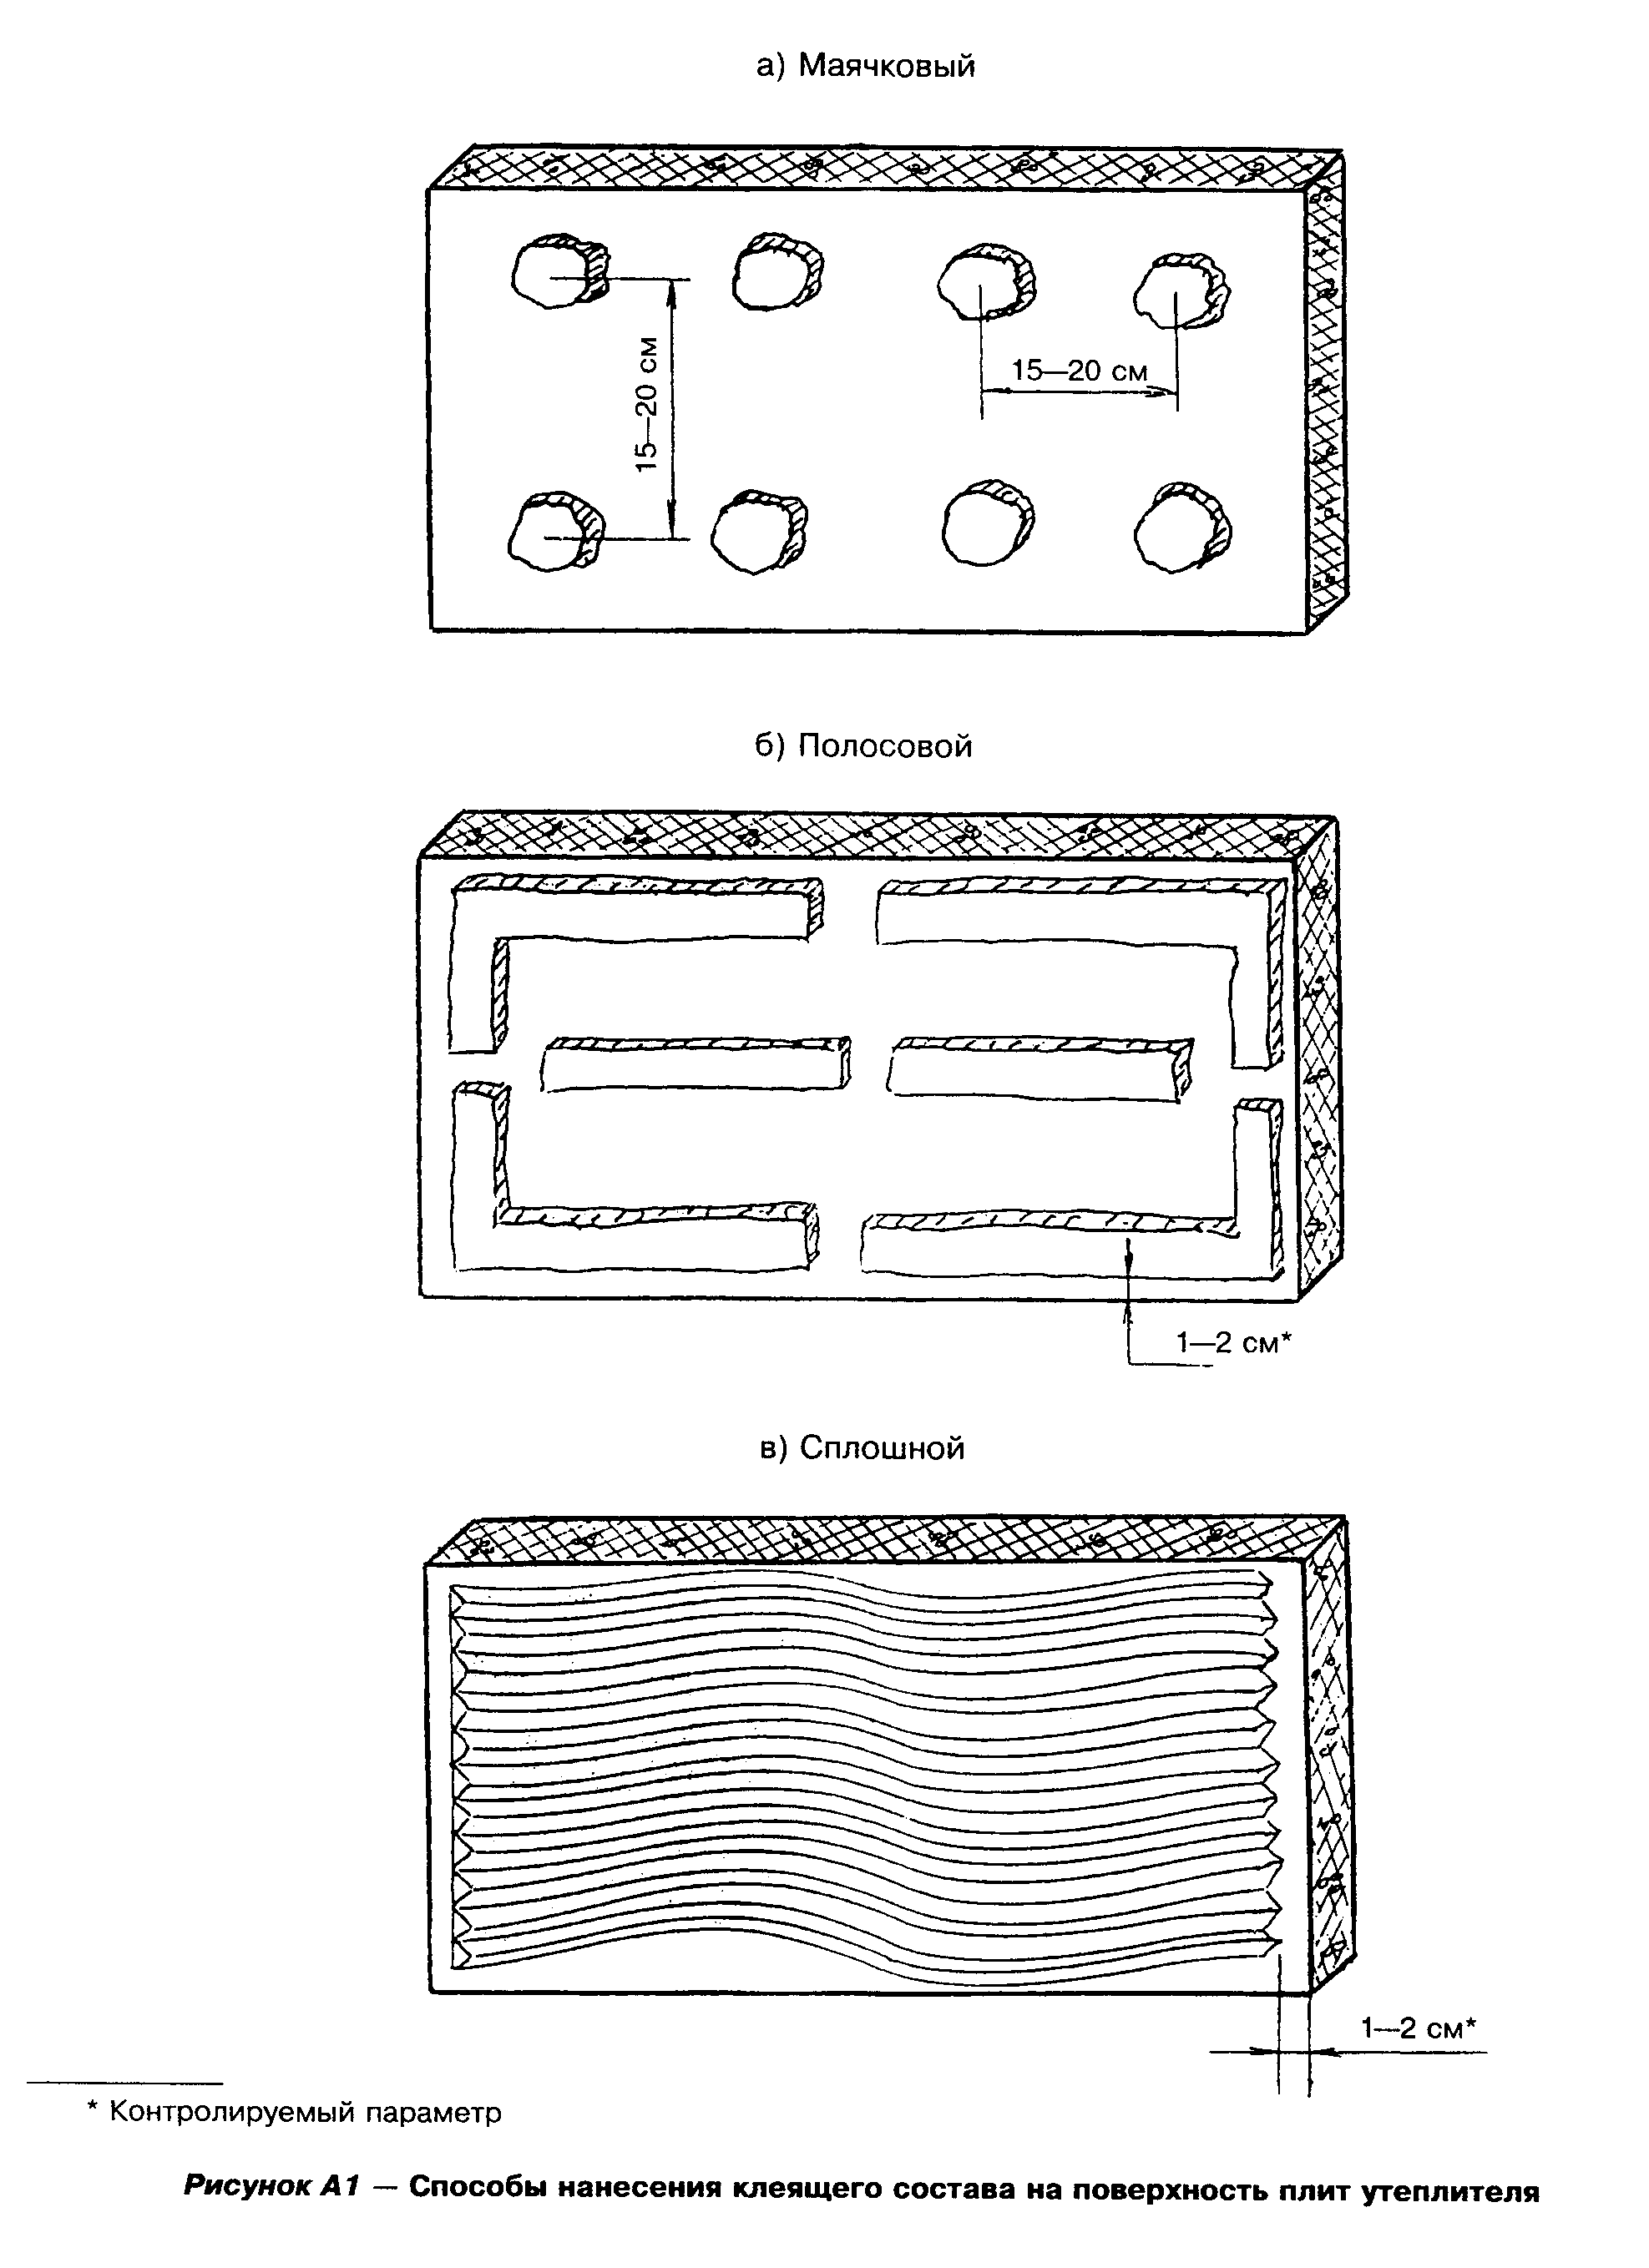 а) Маячковый
15—20 см
15—20 см
б) Полосовой
1—2 см*
в) Сплошной
1—2 см*
* Контролируемый параметр
Рисунок А1 — Способы нанесения клеящего состава на поверхность плит утеплителя